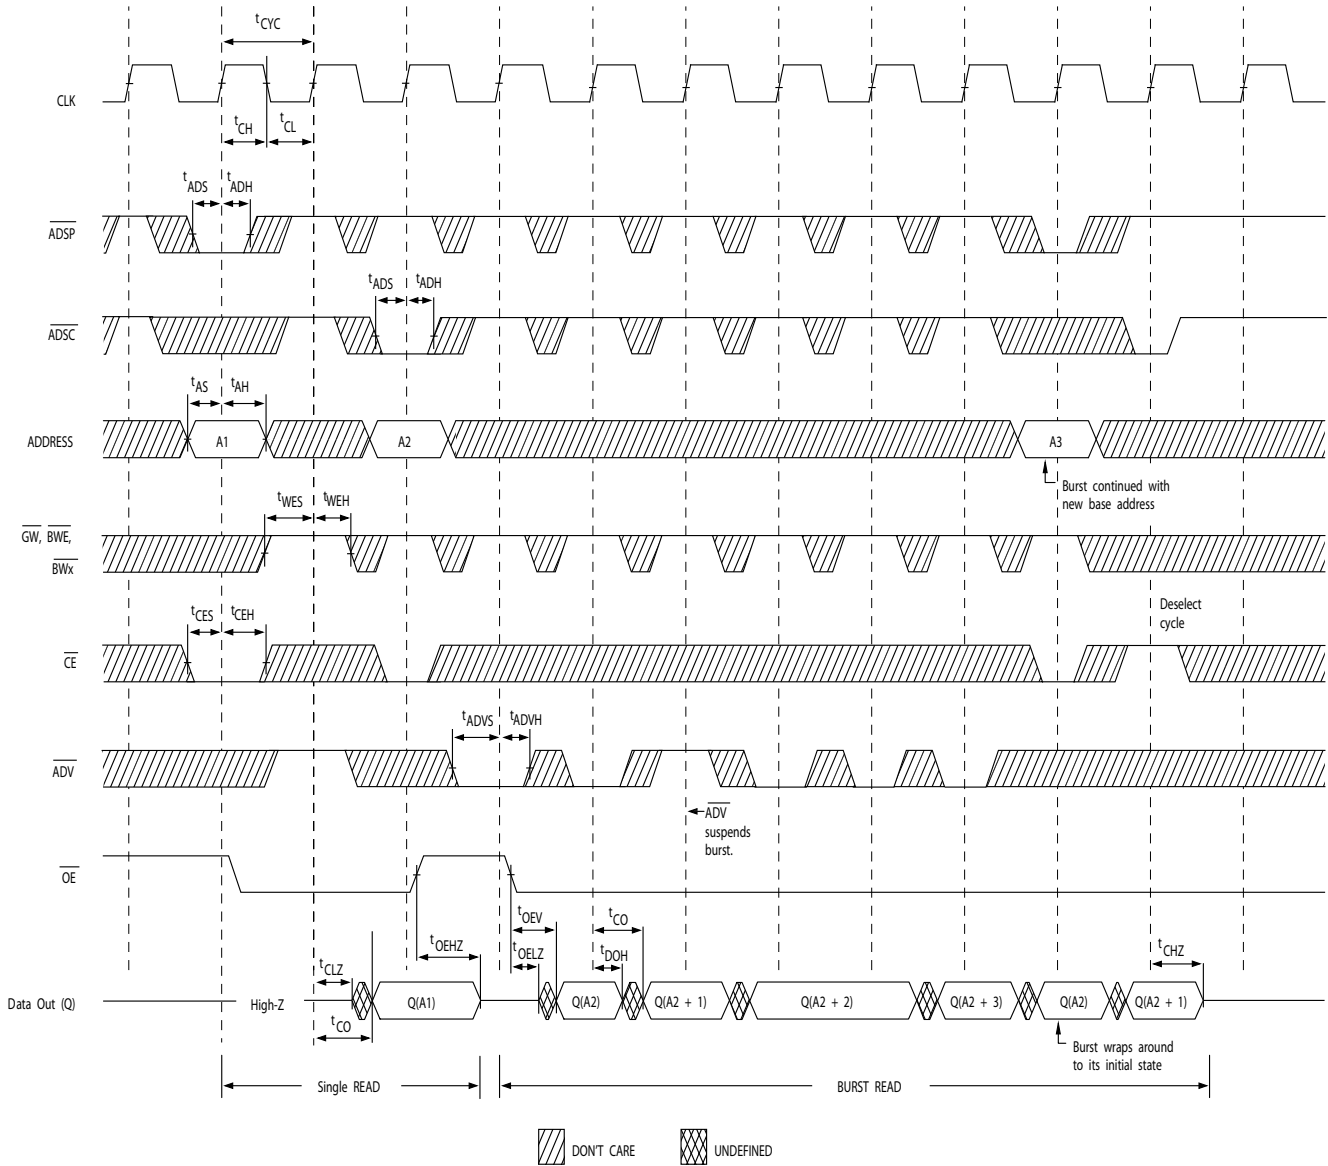 tCYC
CLK
tCH
tCL
tADS
tADH
ADSP
tADS
tADH
ADSC
tAS
tAH
ADDRESS
A1
A2
A3
Burst continued with
new base address
tWES
tWEH
GW, BWE,
BWx
tCES
tCEH
Deselect
cycle
CE
tADVS
tADVH
ADV
ADV
suspends
burst.
OE
tOEV
tCO
tOEHZ
tOELZ
tDOH
tCHZ
tCLZ
Data Out (Q)
High-Z
Q(A1)
Q(A2)
Q(A2 + 1)
Q(A2 + 2)
Q(A2 + 3)
Q(A2)
Q(A2 + 1)
tCO
Burst wraps around
to its initial state
Single READ
BURST READ
DON'T CARE
UNDEFINED